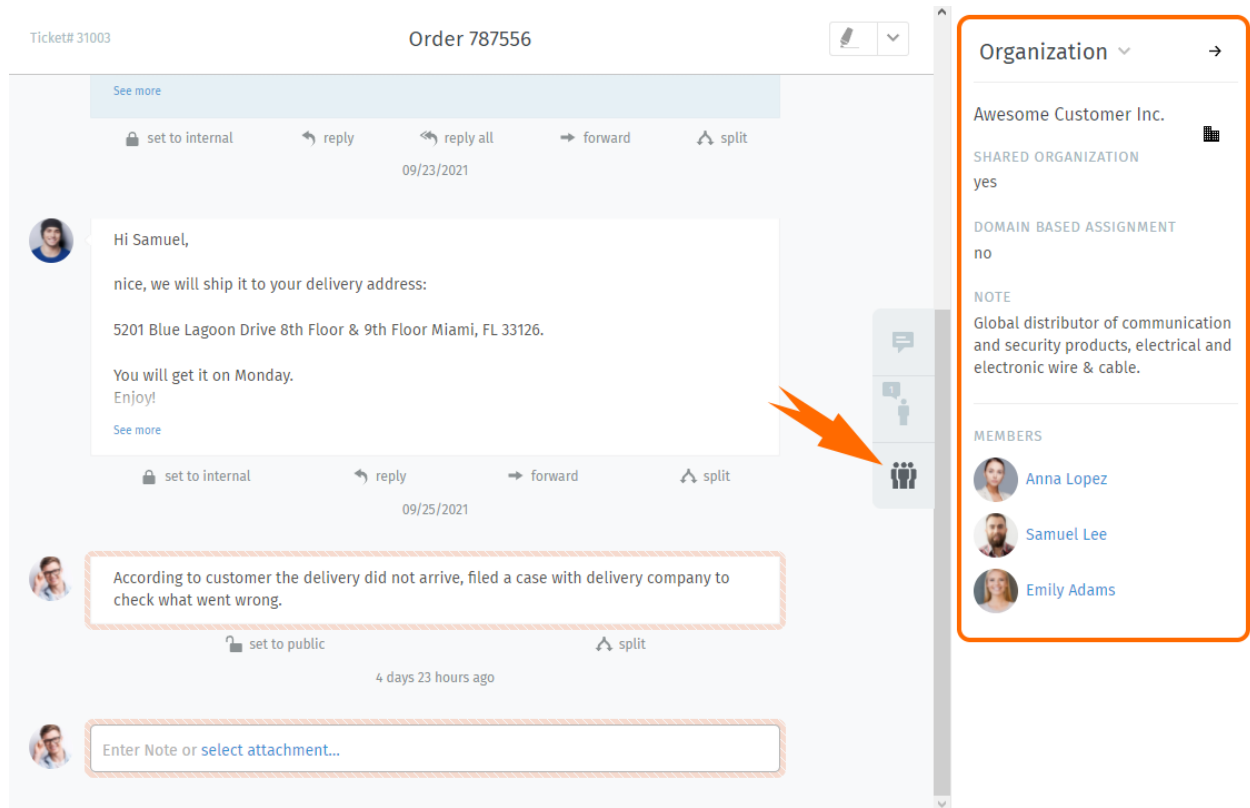 Ticket# 31003
Order 787556
See more
set to internal reply reply all forward split
09/23/2021
Hi Samuel,
nice, we will ship it to your delivery address:
5201 Blue Lagoon Drive 8th Floor & 9th Floor Miami, FL 33126.
You will get it on Monday.
Enjoy!
See more
set to internal reply forward split
09/25/2021
According to customer the delivery did not arrive, filed a case with delivery company to
check what went wrong.
set to public split
4 days 23 hours ago
Enter Note or select attachment...
1
Organization
Awesome Customer Inc.
SHARED ORGANIZATION
yes
DOMAIN BASED ASSIGNMENT
no
NOTE
Global distributor of communication
and security products, electrical and
electronic wire & cable.
MEMBERS
Anna Lopez
Samuel Lee
Emily Adams